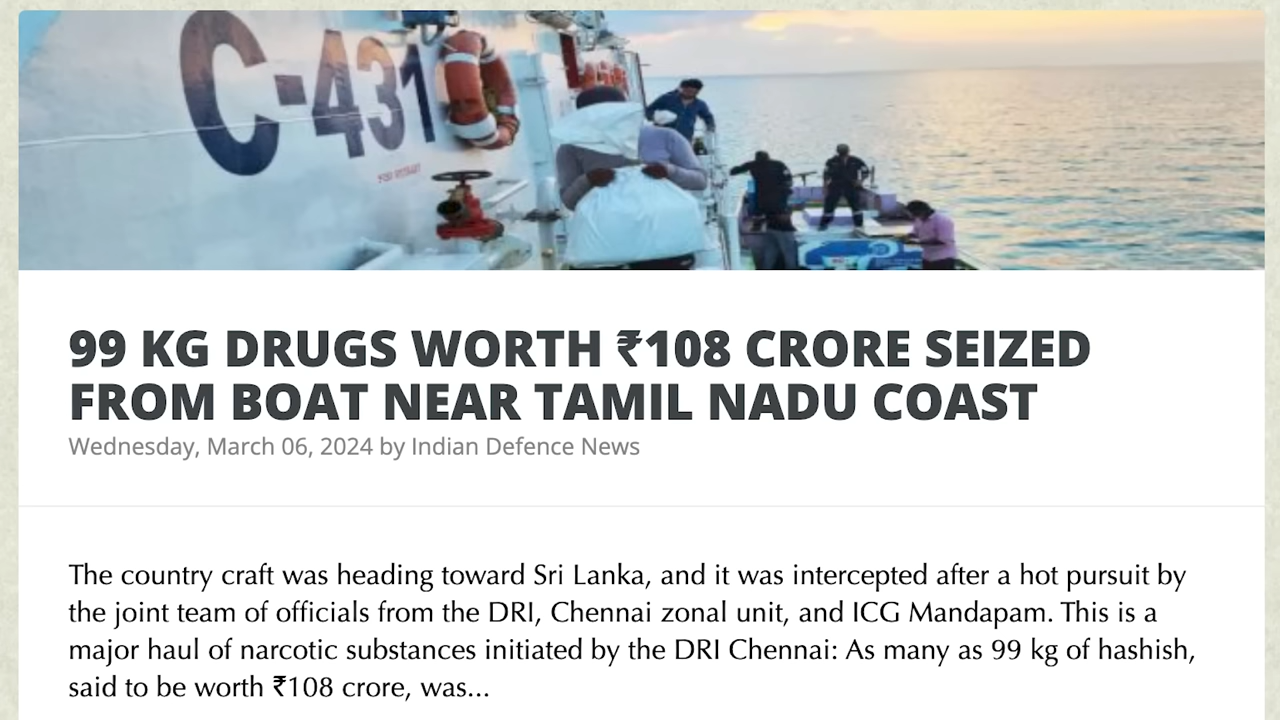 C-431
99 KG DRUGS WORTH ₹108 CRORE SEIZED
FROM BOAT NEAR TAMIL NADU COAST
Wednesday, March 06, 2024 by Indian Defence News
The country craft was heading toward Sri Lanka, and it was intercepted after a hot pursuit by
the joint team of officials from the DRI, Chennai zonal unit, and ICG Mandapam. This is a
major haul of narcotic substances initiated by the DRI Chennai: As many as 99 kg of hashish,
said to be worth ₹108 crore, was...